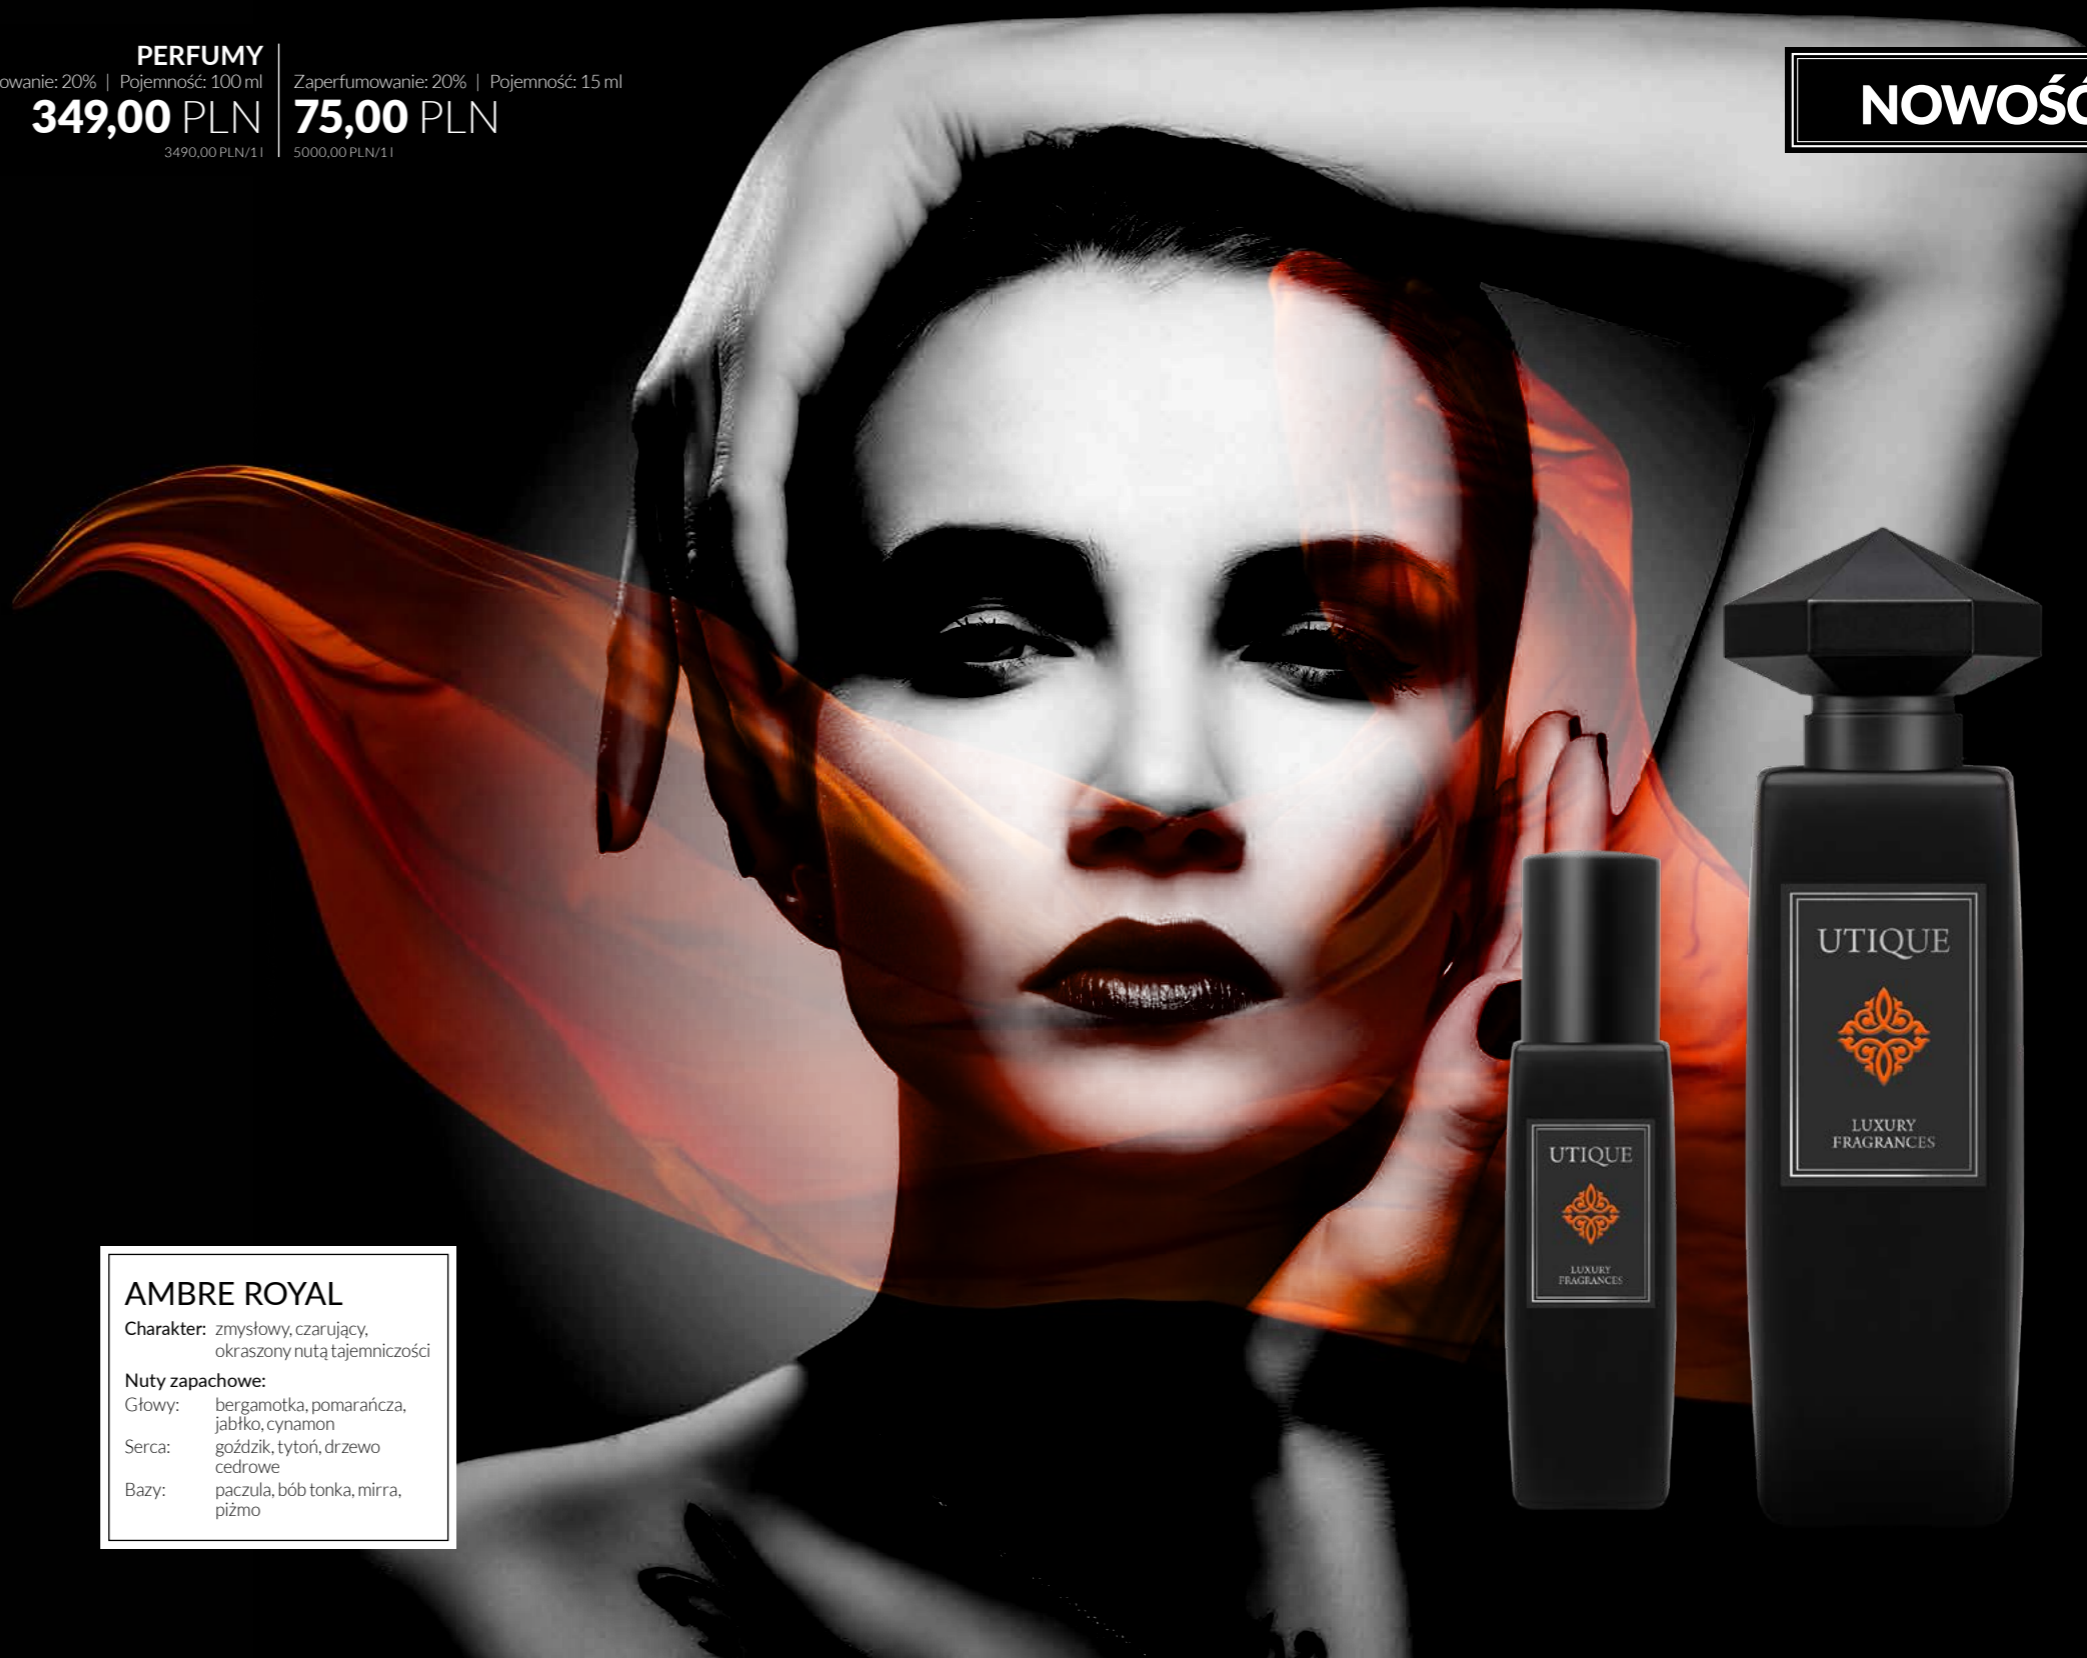 PERFUMY
Pojemność: 100 ml
349,00 PLN
3490,00 PLN/1 l
Zaperfumowanie: 20% | Pojemność: 15 ml
75,00 PLN
5000,00 PLN/1 l
NOWOŚĆ
UTIQUE
LUXURY
FRAGRANCES
UTIQUE
LUXURY
FRAGRANCES
AMBRE ROYAL
Charakter: zmysłowy, czarujący,
okraszony nutą tajemniczości
Nuty zapachowe:
Głowy: bergamotka, pomarańcza,
jabłko, cynamon
Serca: goździk, tytoń, drzewo
cedrowe
Bazy: paczula, bób tonka, mirra,
piżmo